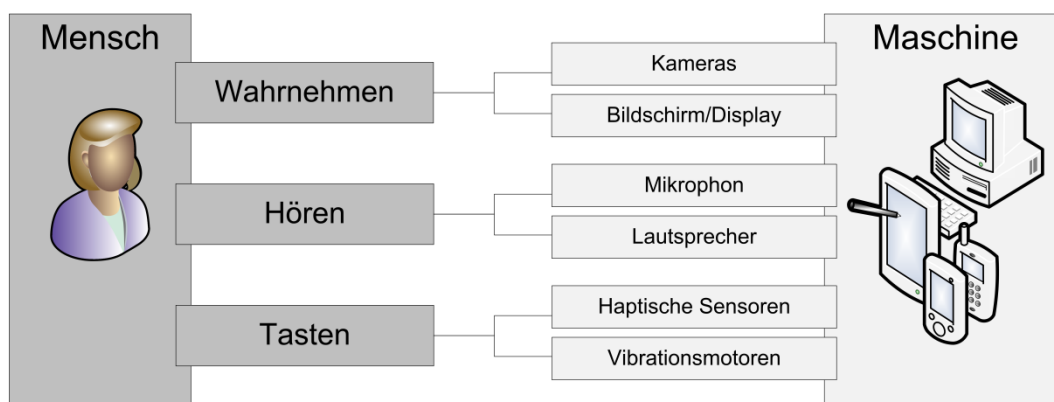 Mensch
Maschine
Wahrnehmen
Kameras
Bildschirm/Display
Hören
Mikrophon
Lautsprecher
Tasten
Haptische Sensoren
Vibrationsmotoren